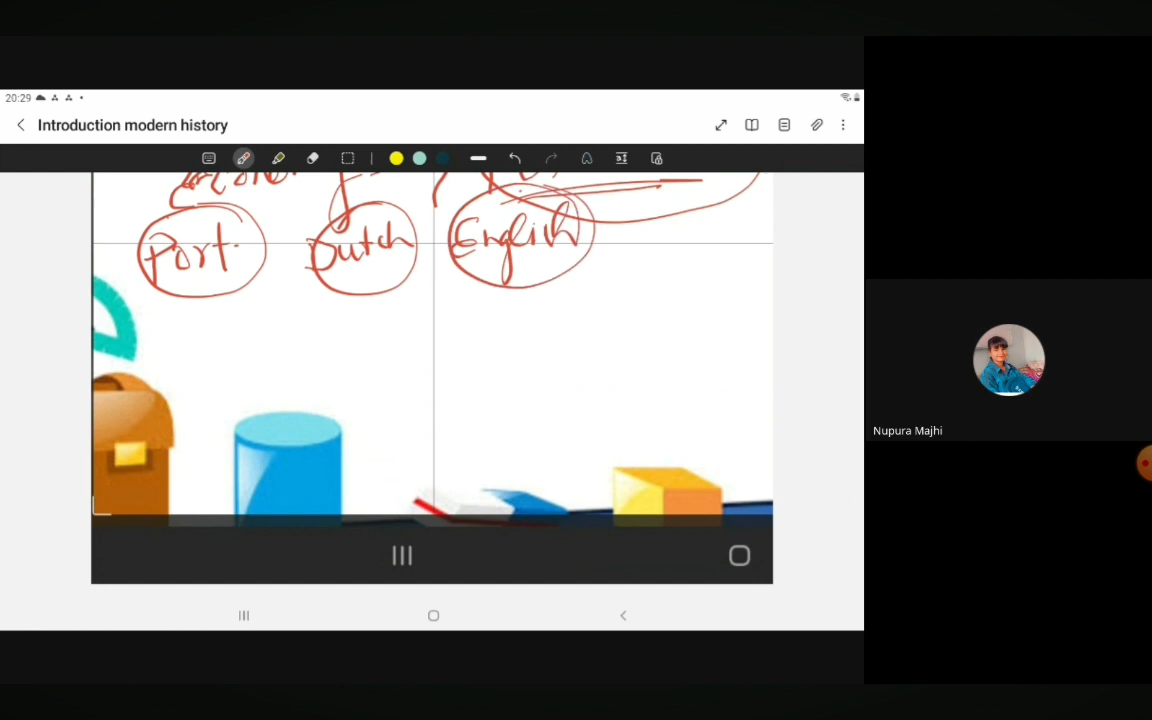 20:29
Introduction modern history
Port. Dutch English
Nupura Majhi